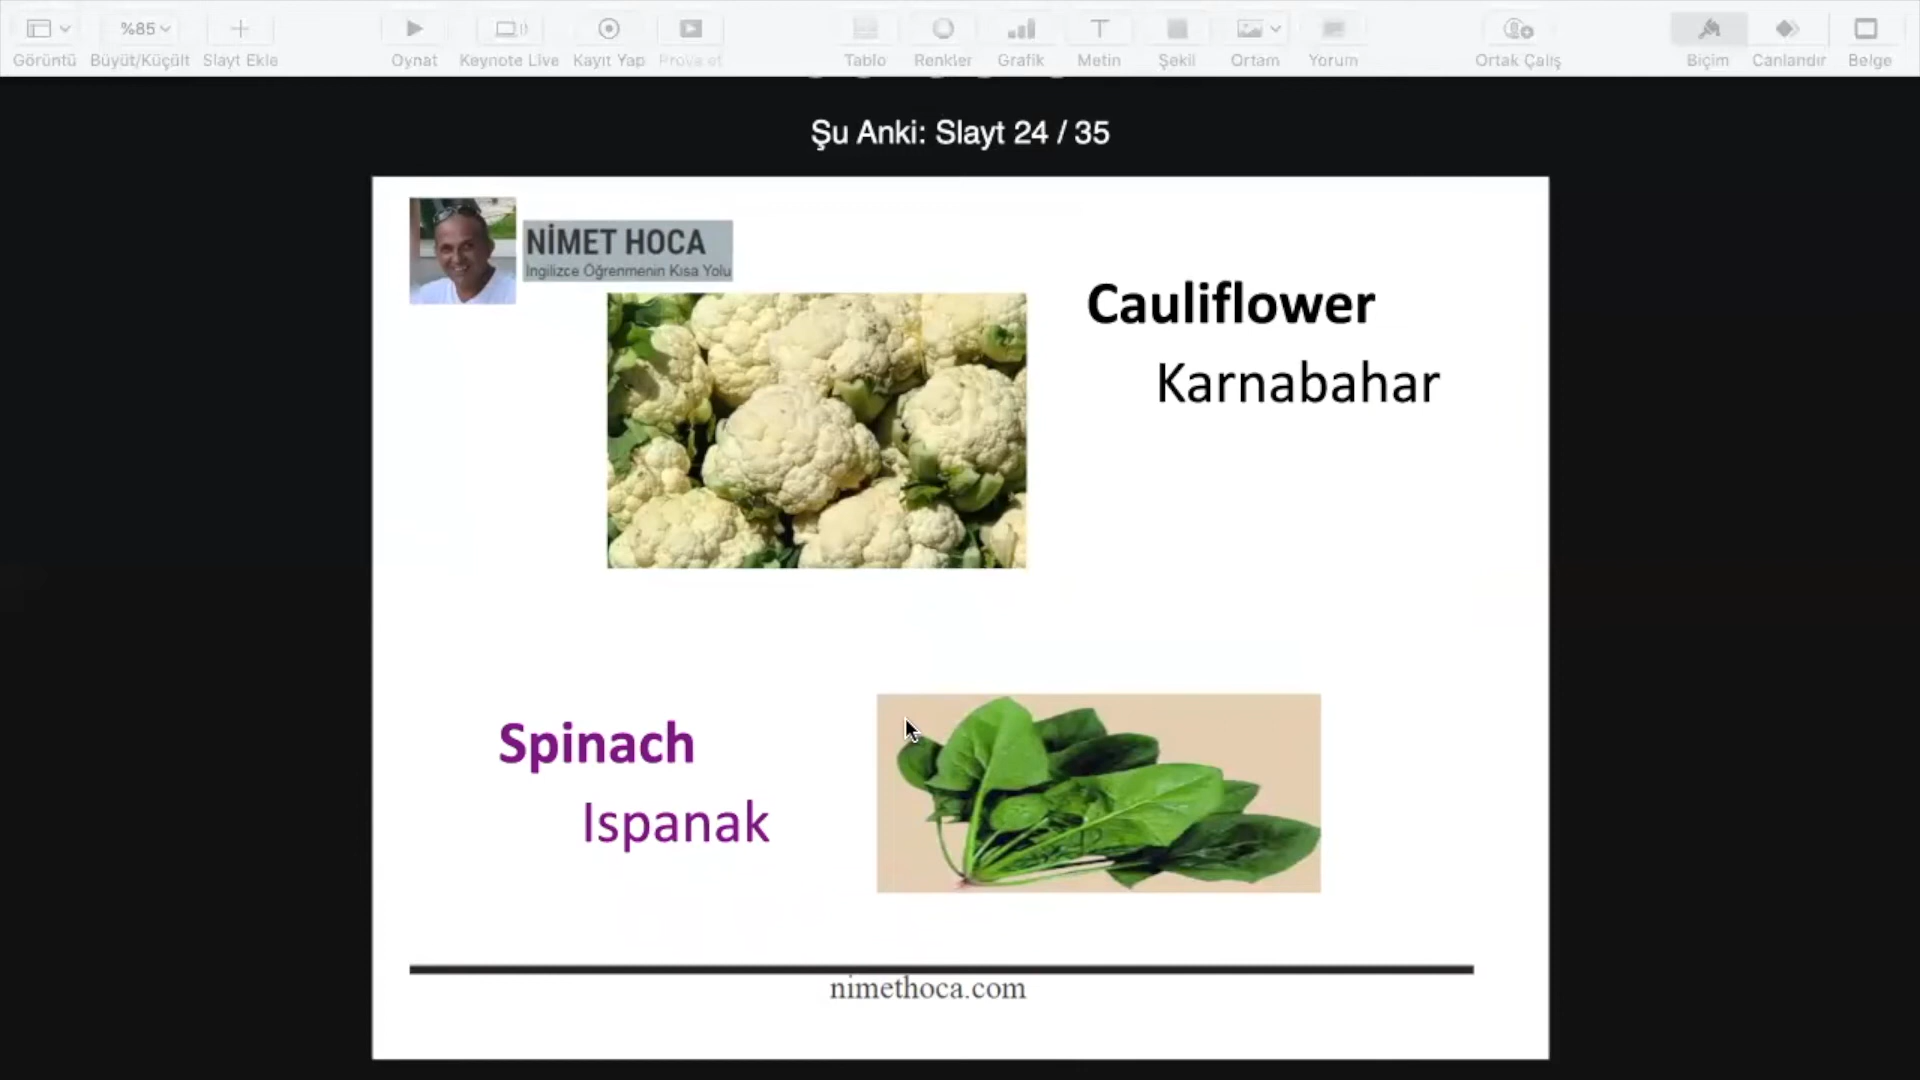 %85
Görüntü
Büyüt/Küçült
Slayt Ekle
Oynat
Keynote Live
Kayıt Yap
Prova et
Tablo
Renkler
Grafik
Metin
Şekil
Ortam
Yorum
Ortak Çalış
Biçim
Canlandır
Belge
Şu Anki: Slayt 24 / 35
NİMET HOCA
İngilizce Öğrenmenin Kısa Yolu
Cauliflower
Karnabahar
Spinach
Ispanak
nimethoca.com